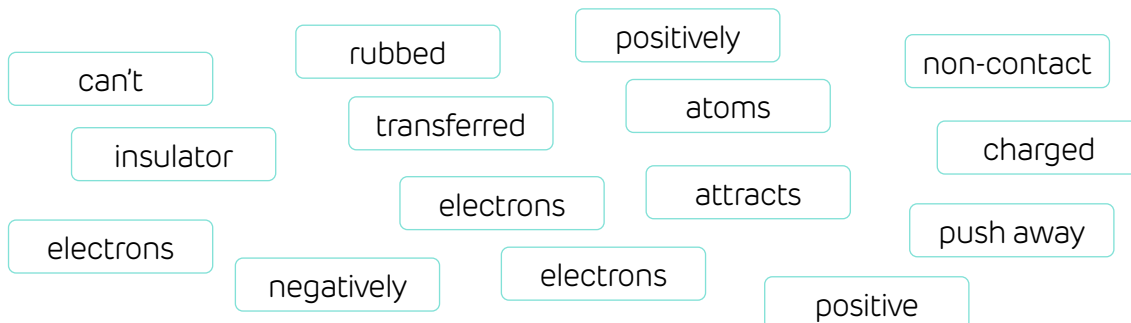 positively
rubbed
non-contact
can't
atoms
transferred
charged
insulator
attracts
electrons
push away
electrons
electrons
negatively
positive